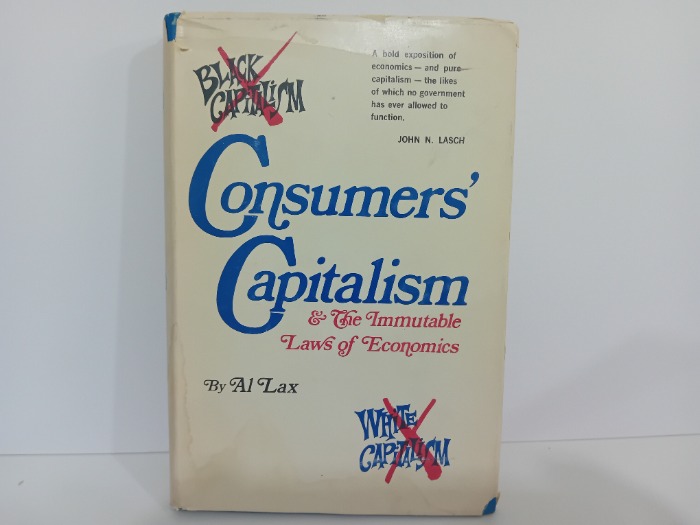 BLACK
CAPITALISM
A bold exposition of
economics — and pure
capitalism — the likes
of which no government
has ever allowed to
function.
JOHN N. LASCH
Consumers'
Capitalism
& The Immutable
Laws of Economics
By Al Lax
WHITE
CAPITALISM